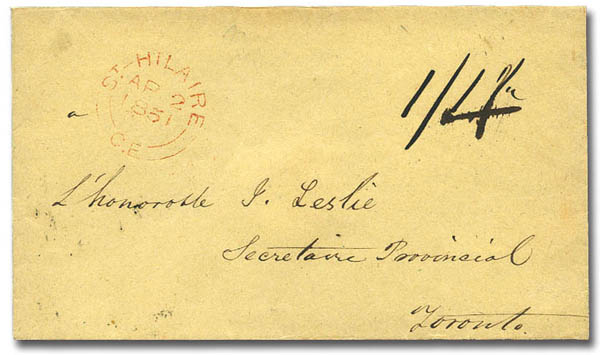 ST-HILAIRE
AP 2
1851
C.E
1/4
a
L'honorable J. Leslie
Secretaire Provincial
Toronto.